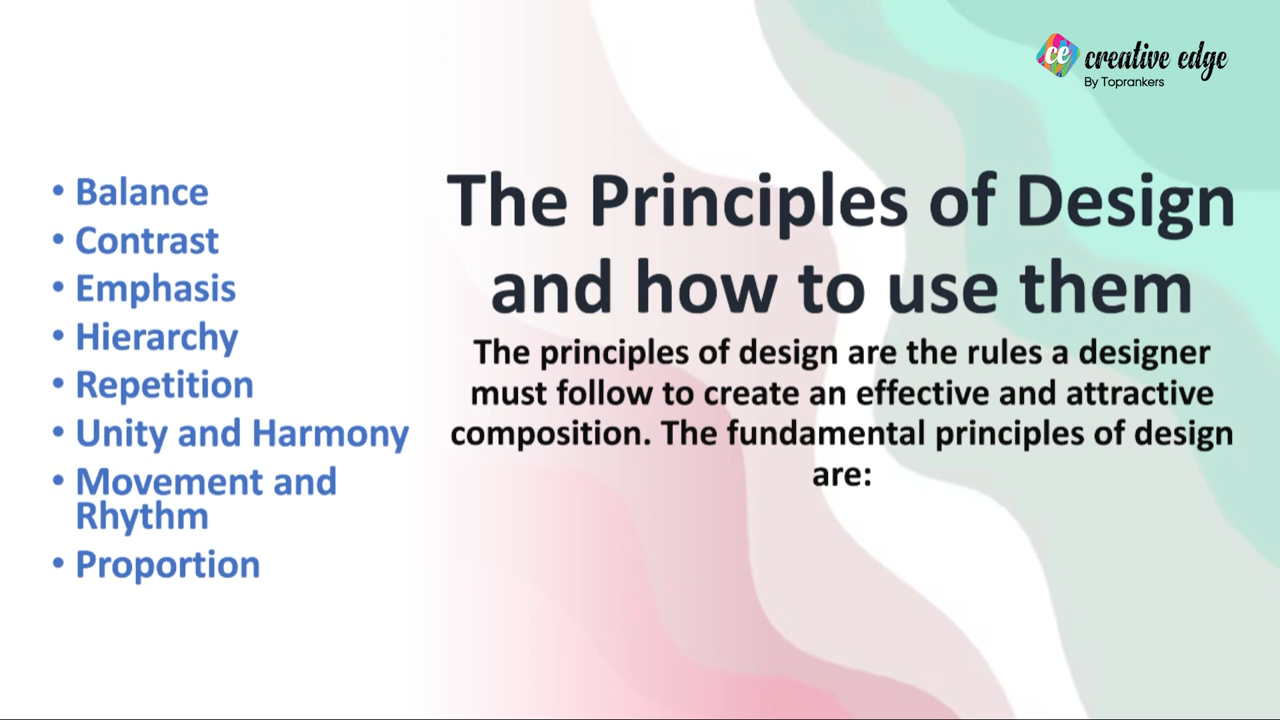 ce creative edge
By Toprankers
The Principles of Design
and how to use them
The principles of design are the rules a designer
must follow to create an effective and attractive
composition. The fundamental principles of design
are:
• Balance
• Contrast
• Emphasis
• Hierarchy
• Repetition
• Unity and Harmony
• Movement and
Rhythm
• Proportion